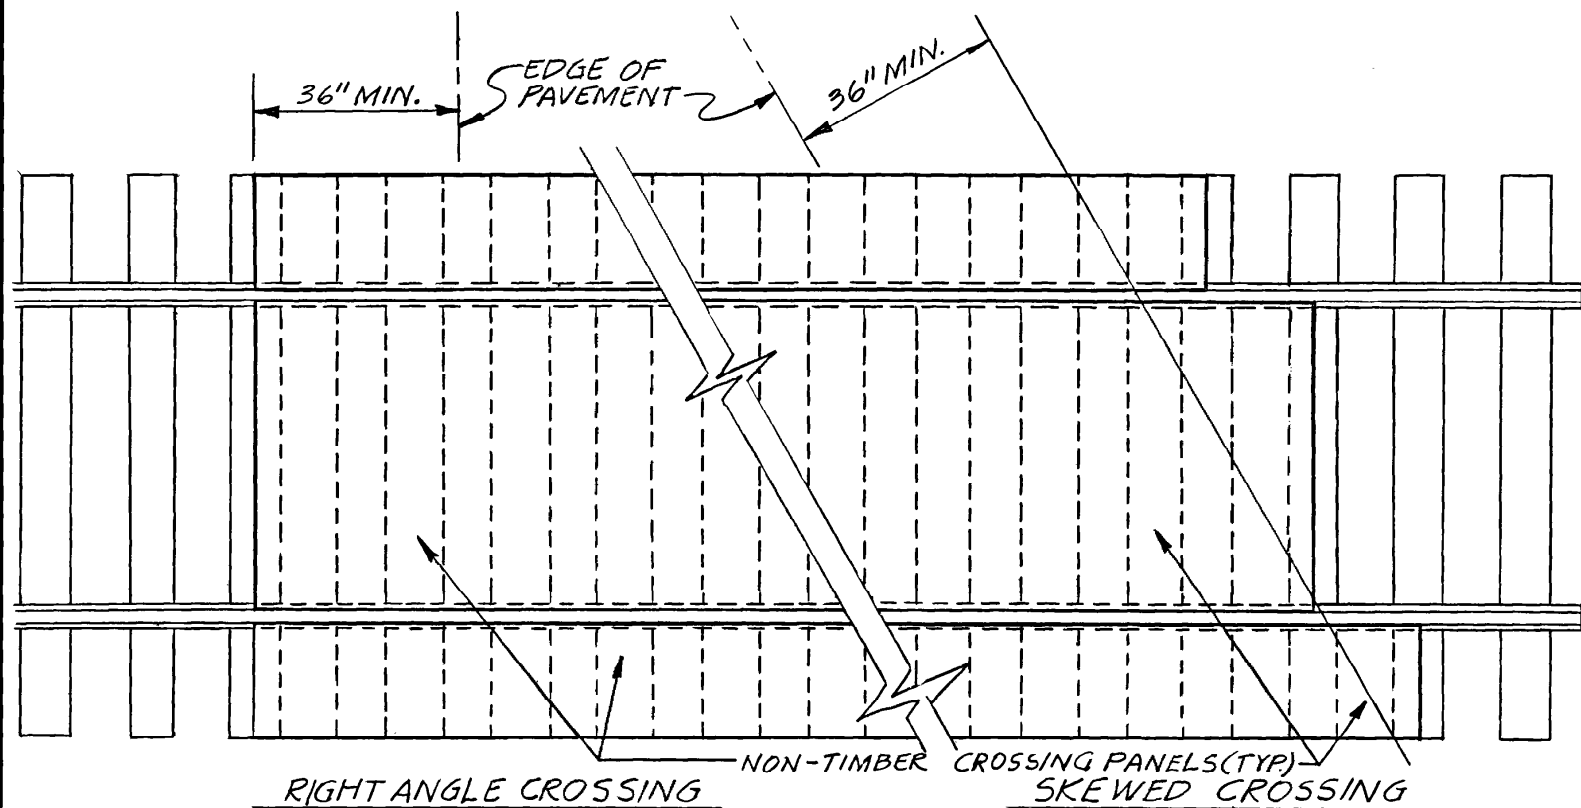 36" MIN.
EDGE OF
PAVEMENT
36" MIN.
NON-TIMBER CROSSING PANELS(TYP)
RIGHT ANGLE CROSSING
SKEWED CROSSING